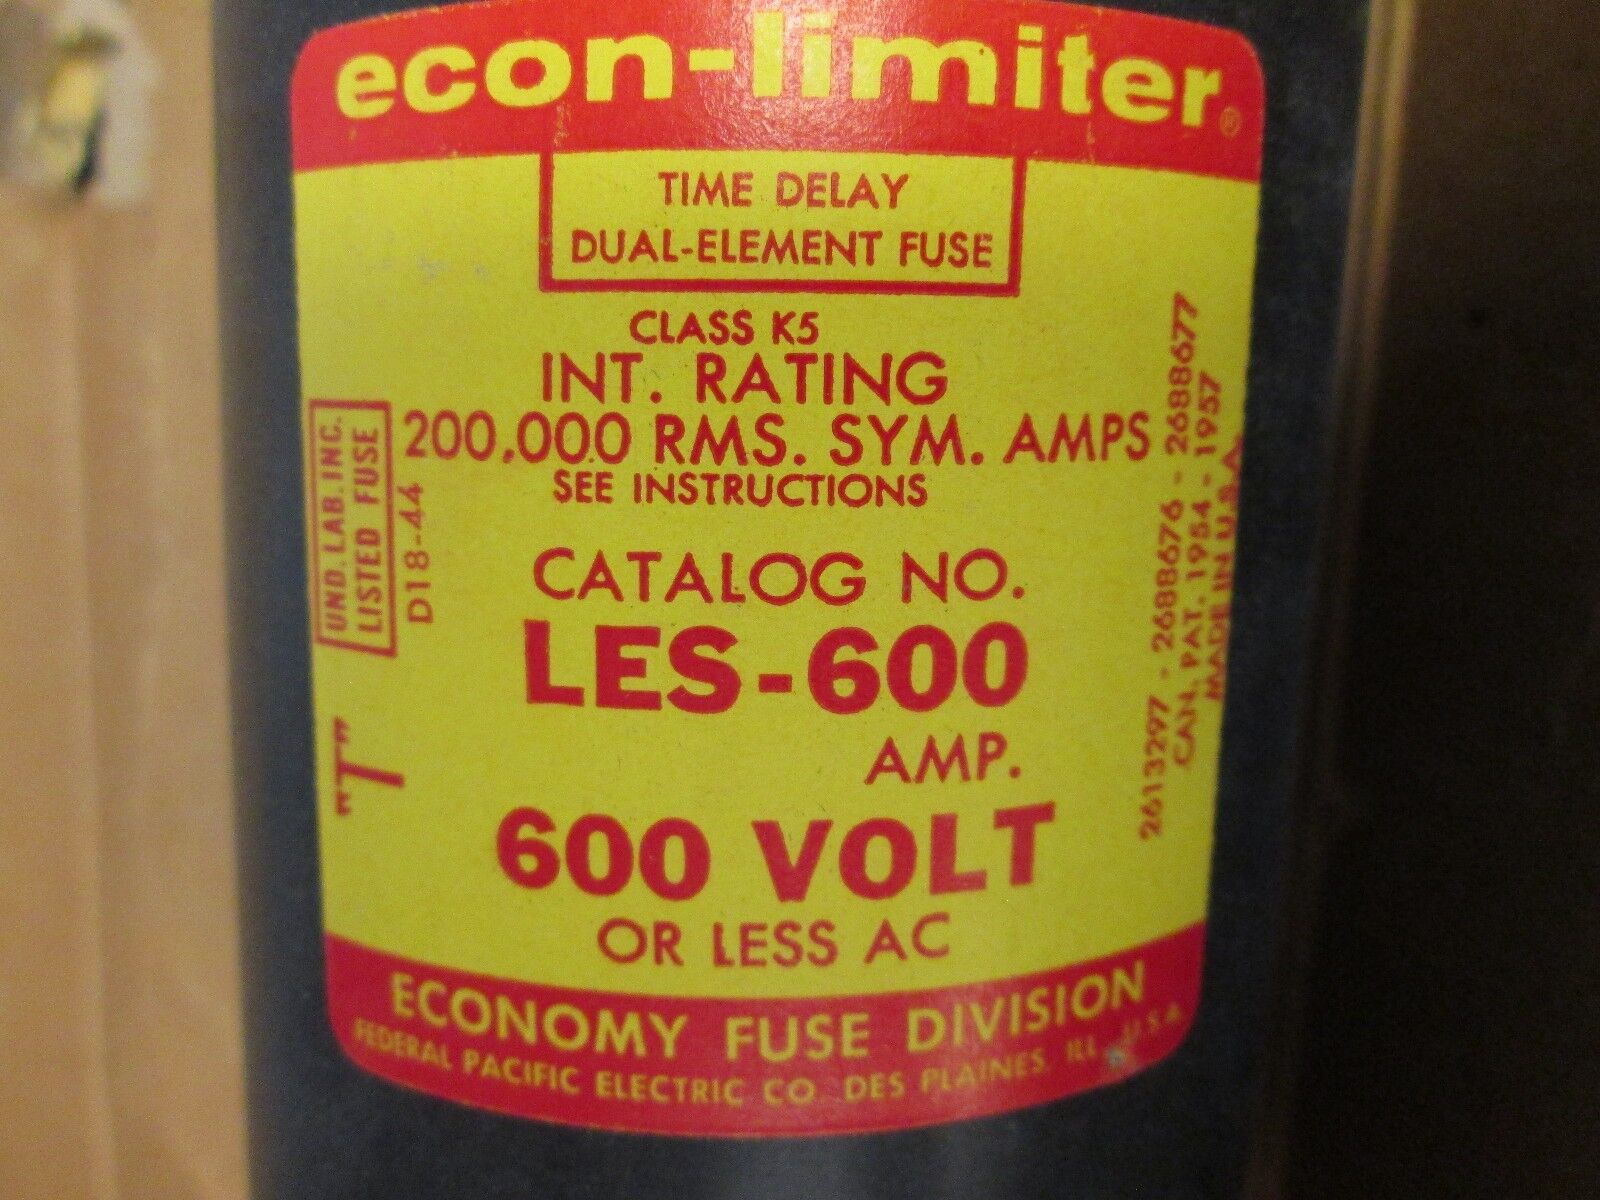 econ-limiter®
TIME DELAY
DUAL-ELEMENT FUSE
CLASS K5
INT. RATING
200,000 RMS. SYM. AMPS
SEE INSTRUCTIONS
CATALOG NO.
LES-600
AMP.
600 VOLT
OR LESS AC
UND. LAB. INC.
LISTED FUSE
D18-44
"T"
2613297 - 2688676 - 2688677
CAN. PAT. 1954 - 1957
MADE IN U.S.A.
ECONOMY FUSE DIVISION
FEDERAL PACIFIC ELECTRIC CO. DES PLAINES, ILL., U.S.A.